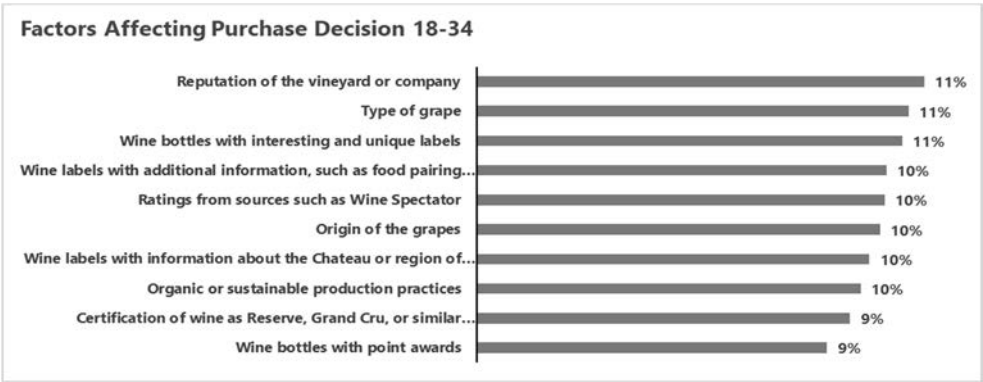 Factors Affecting Purchase Decision 18-34
Reputation of the vineyard or company 11%
Type of grape 11%
Wine bottles with interesting and unique labels 11%
Wine labels with additional information, such as food pairing... 10%
Ratings from sources such as Wine Spectator 10%
Origin of the grapes 10%
Wine labels with information about the Chateau or region of... 10%
Organic or sustainable production practices 10%
Certification of wine as Reserve, Grand Cru, or similar... 9%
Wine bottles with point awards 9%